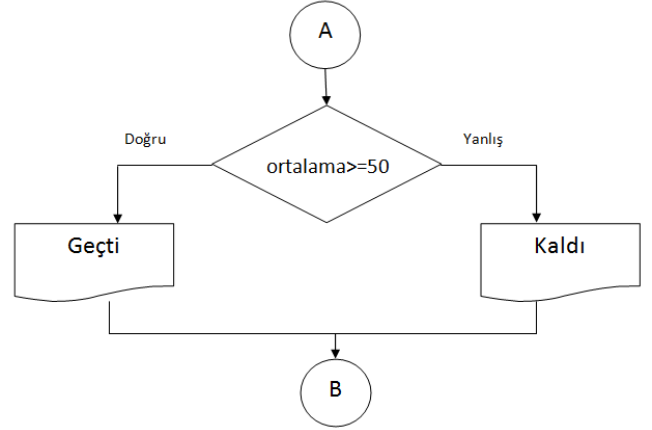 A
Doğru
Yanlış
ortalama>=50
Geçti
Kaldı
B